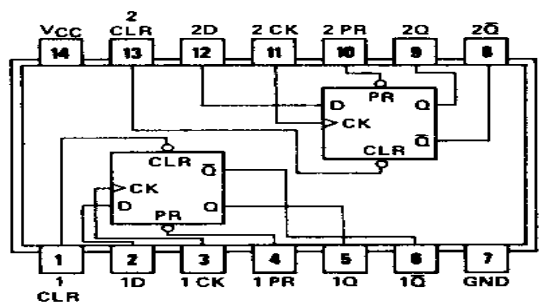 2
VCC CLR 2D 2 CK 2 PR 2Q 2Q̅
14 13 12 11 10 9 8
PR
D Q
CK
Q̅
CLR
CLR Q̅
CK
D Q
PR
1 2 3 4 5 6 7
1 1D 1 CK 1 PR 1Q 1Q̅ GND
CLR